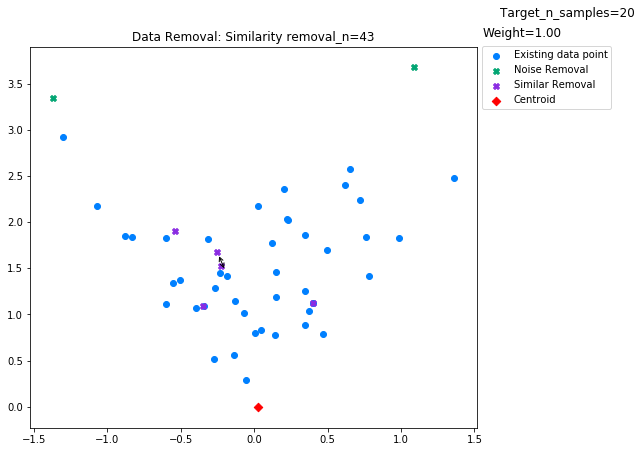 Target_n_samples=20
Data Removal: Similarity removal_n=43
Weight=1.00
Existing data point
Noise Removal
Similar Removal
Centroid
3.5
3.0
2.5
2.0
1.5
1.0
0.5
0.0
−1.5 −1.0 −0.5 0.0 0.5 1.0 1.5